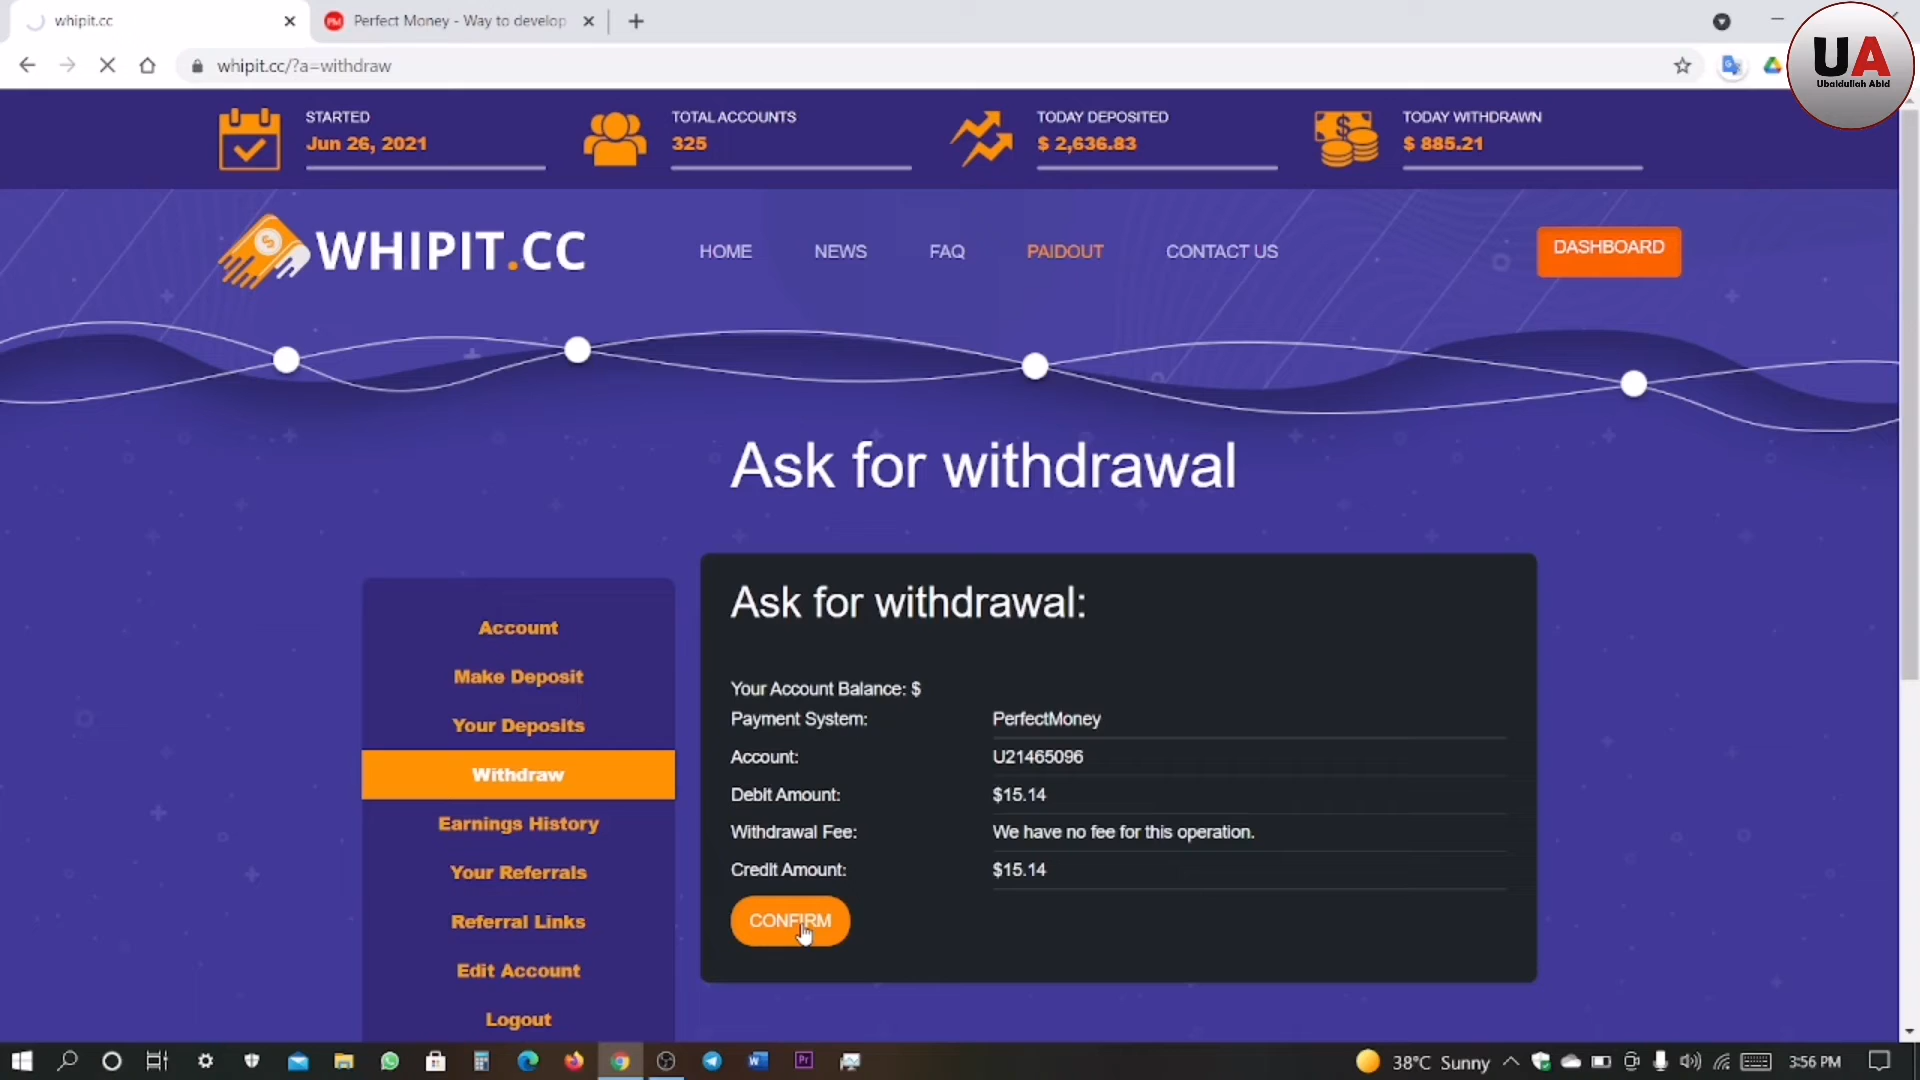 whipit.cc
Perfect Money - Way to develop
whipit.cc/?a=withdraw
UA
Ubaidullah Abid
STARTED
Jun 26, 2021
TOTAL ACCOUNTS
325
TODAY DEPOSITED
$ 2,636.83
TODAY WITHDRAWN
$ 885.21
WHIPIT.CC
HOME
NEWS
FAQ
PAIDOUT
CONTACT US
DASHBOARD
Ask for withdrawal
Account
Make Deposit
Your Deposits
Withdraw
Earnings History
Your Referrals
Referral Links
Edit Account
Logout
Ask for withdrawal:
Your Account Balance: $
Payment System: PerfectMoney
Account: U21465096
Debit Amount: $15.14
Withdrawal Fee: We have no fee for this operation.
Credit Amount: $15.14
CONFIRM
38°C Sunny
3:56 PM